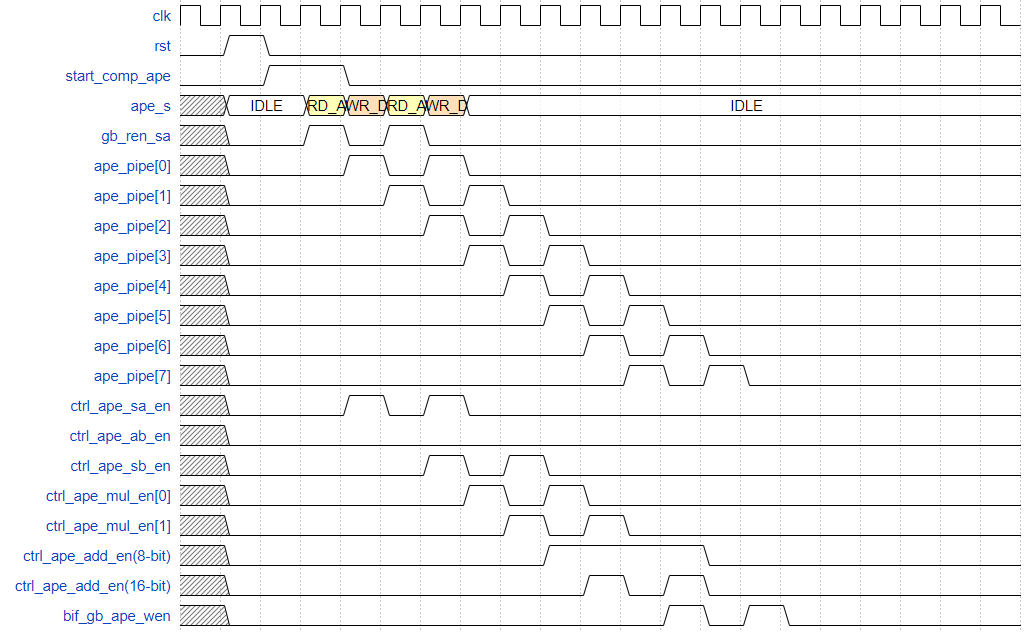 clk
rst
start_comp_ape
ape_s IDLE RD_A WR_D RD_A WR_D IDLE
gb_ren_sa
ape_pipe[0]
ape_pipe[1]
ape_pipe[2]
ape_pipe[3]
ape_pipe[4]
ape_pipe[5]
ape_pipe[6]
ape_pipe[7]
ctrl_ape_sa_en
ctrl_ape_ab_en
ctrl_ape_sb_en
ctrl_ape_mul_en[0]
ctrl_ape_mul_en[1]
ctrl_ape_add_en(8-bit)
ctrl_ape_add_en(16-bit)
bif_gb_ape_wen